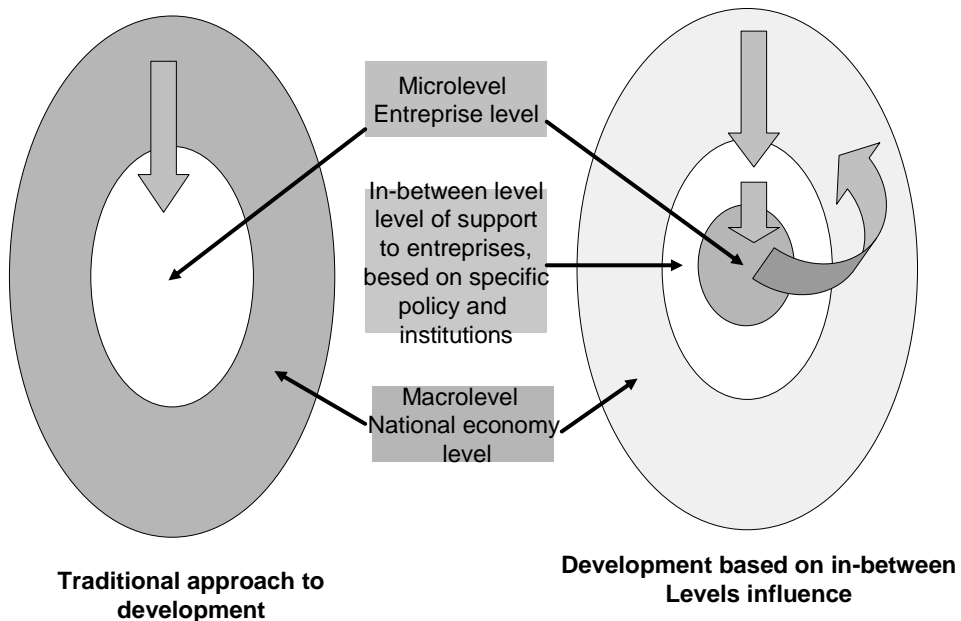 Microlevel
Entreprise level
In-between level
level of support
to entreprises,
besed on specific
policy and
institutions
Macrolevel
National economy
level
Traditional approach to
development
Development based on in-between
Levels influence